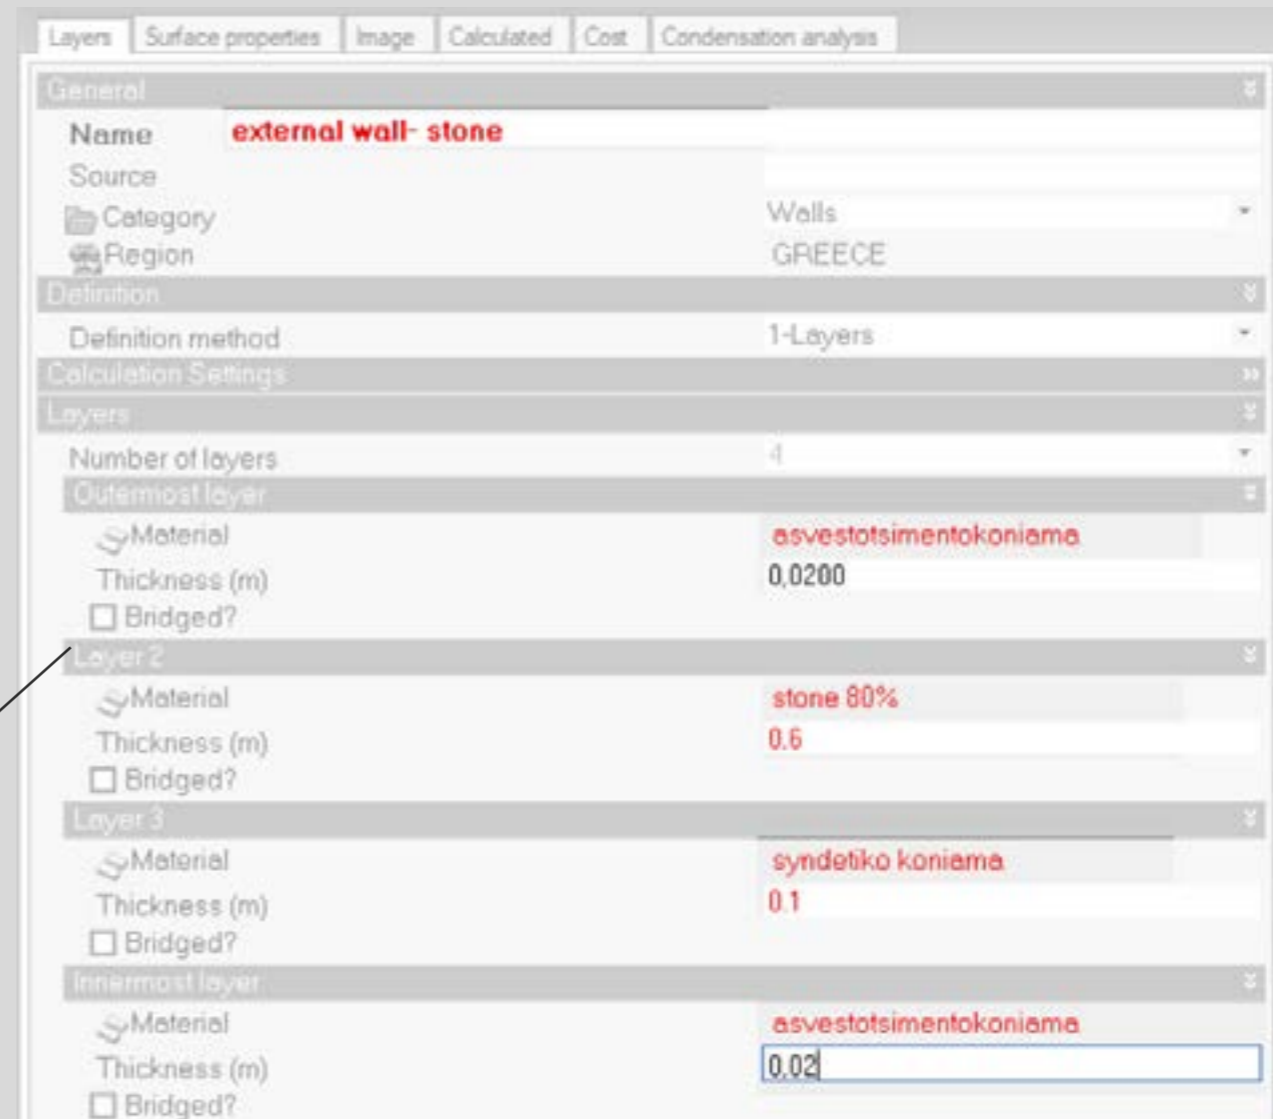 Layers Surface properties Image Calculated Cost Condensation analysis
General
Name external wall- stone
Source
Category Walls
Region GREECE
Definition
Definition method 1-Layers
Calculation Settings
Layers
Number of layers 4
Outermost layer
Material asvestotsimentokoniama
Thickness (m) 0,0200
Bridged?
Layer 2
Material stone 80%
Thickness (m) 0.6
Bridged?
Layer 3
Material syndetiko koniama
Thickness (m) 0.1
Bridged?
Innermost layer
Material asvestotsimentokoniama
Thickness (m) 0,02
Bridged?